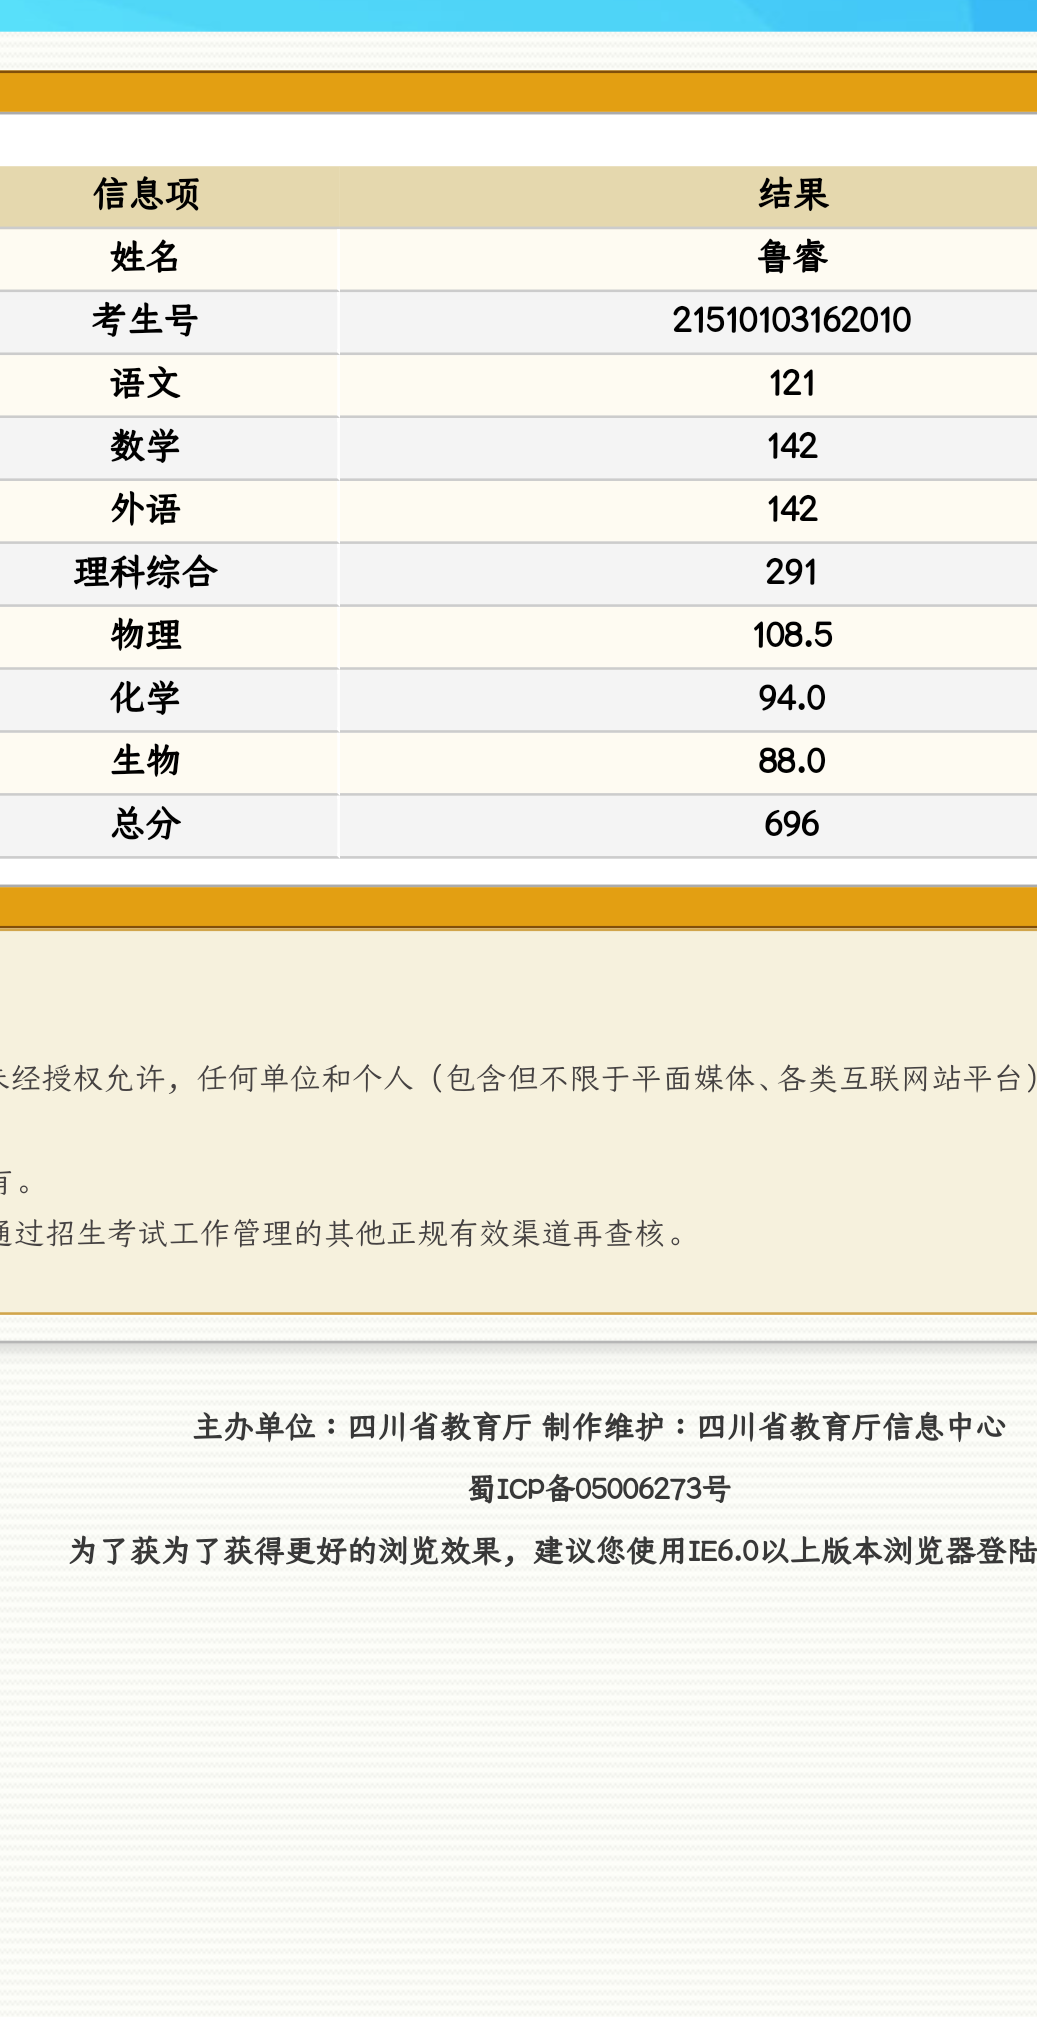 信息项 结果
姓名 鲁睿
考生号 21510103162010
语文 121
数学 142
外语 142
理科综合 291
物理 108.5
化学 94.0
生物 88.0
总分 696
未经授权允许，任何单位和个人（包含但不限于平面媒体、各类互联网站平台）
有。
通过招生考试工作管理的其他正规有效渠道再查核。
主办单位：四川省教育厅 制作维护：四川省教育厅信息中心
蜀ICP备05006273号
为了获为了获得更好的浏览效果，建议您使用IE6.0以上版本浏览器登陆